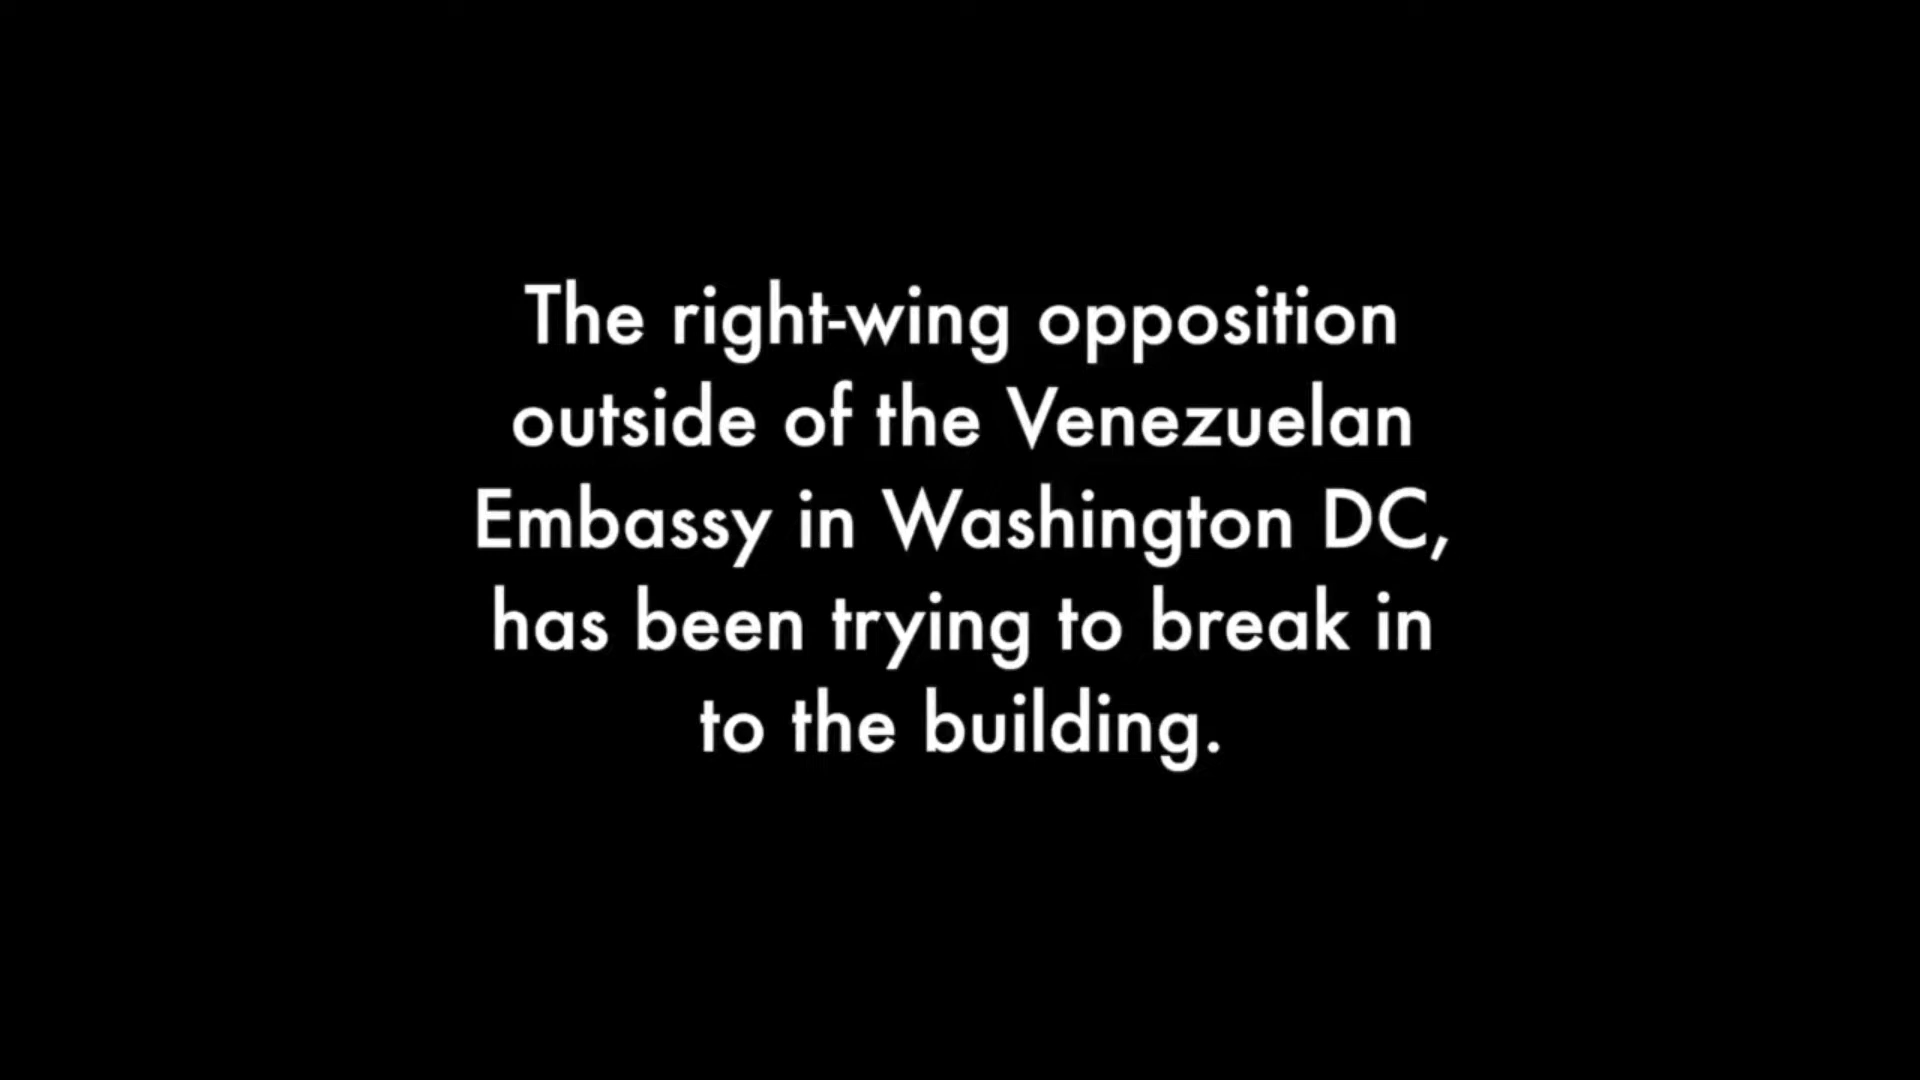 The right-wing opposition
outside of the Venezuelan
Embassy in Washington DC,
has been trying to break in
to the building.